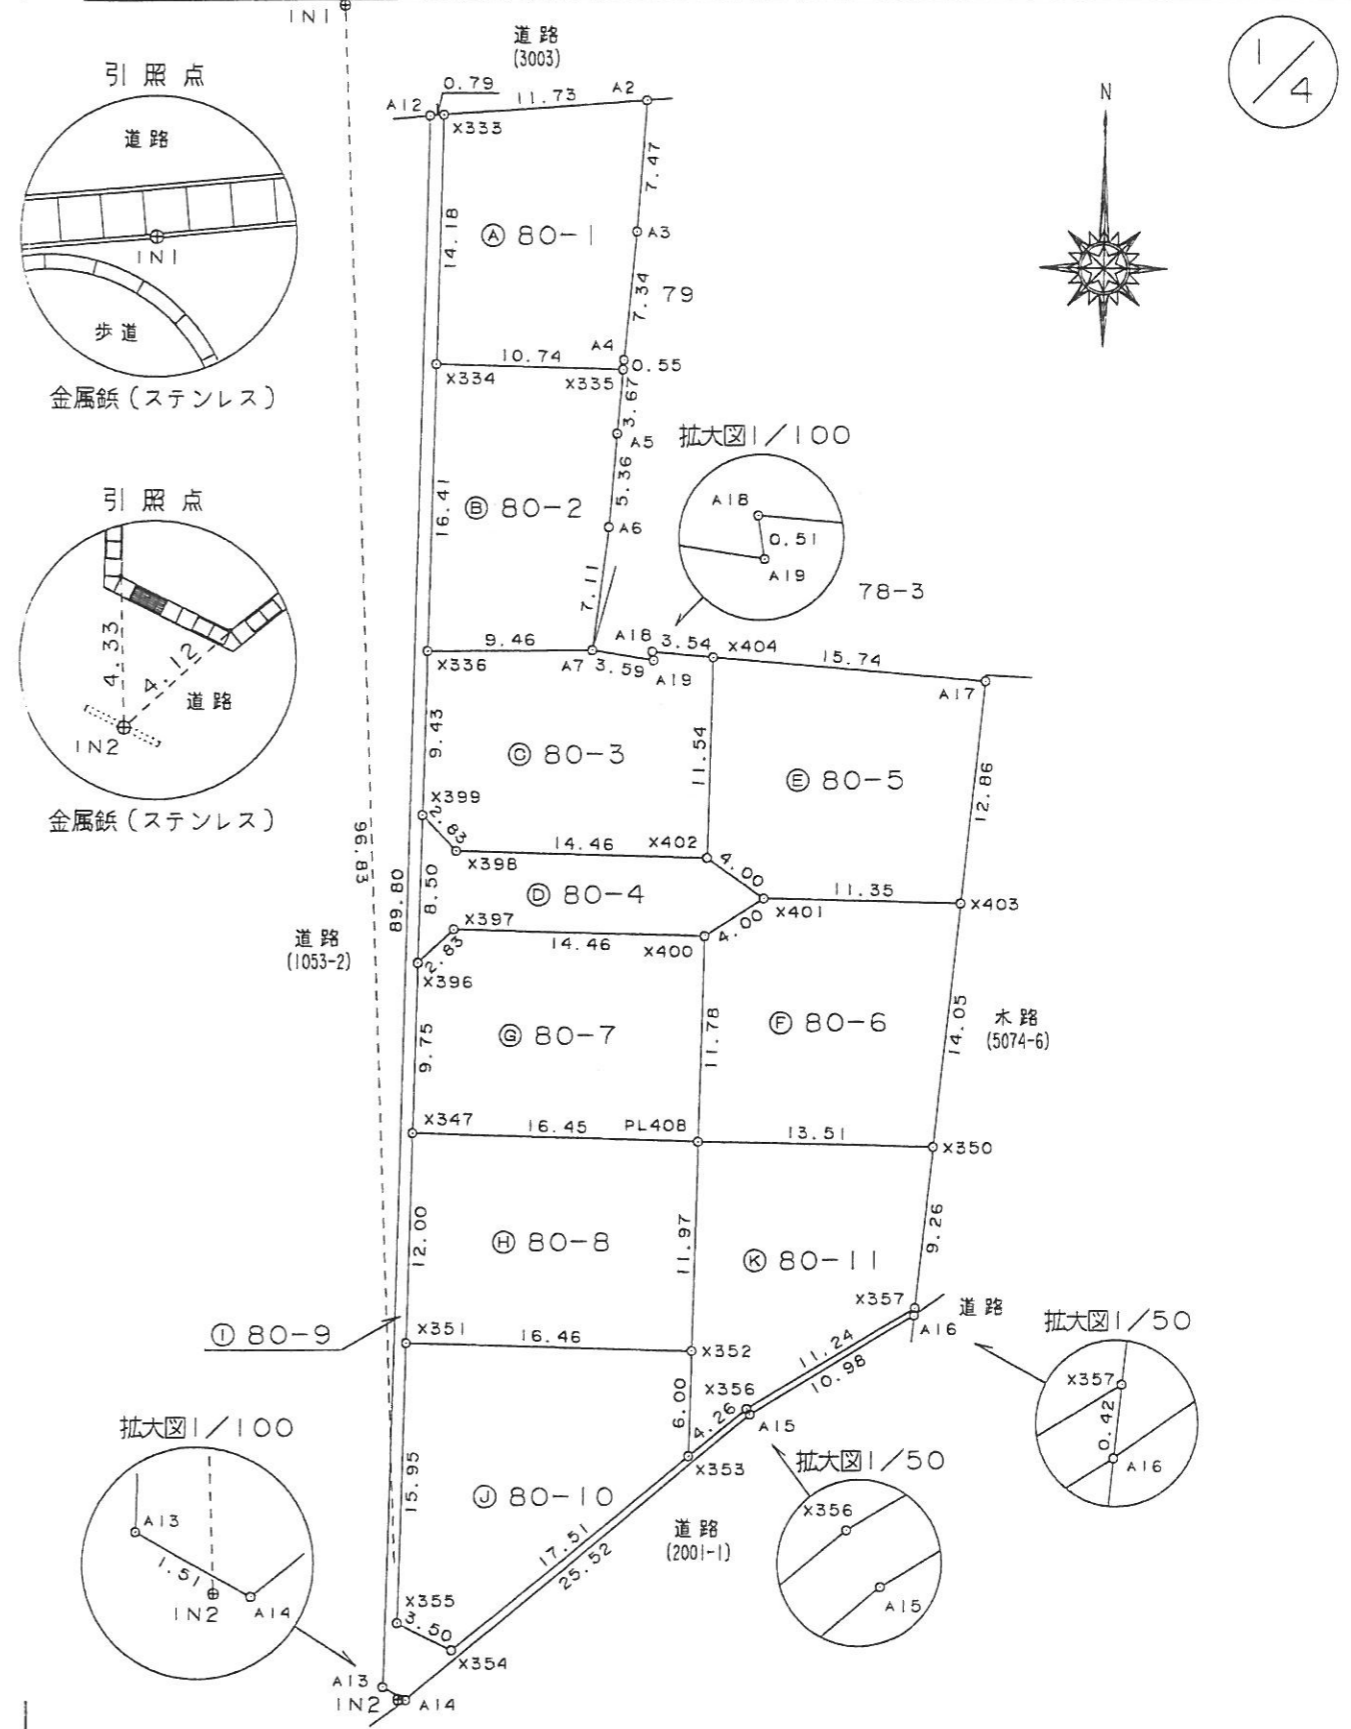 IN1
道路
(3003)
1/4
引照点
道路
IN1
歩道
金属鋲(ステンレス)
N
A12
0.79
11.73
A2
X333
7.47
14.18
Ⓐ 80-1
A3
7.34
79
A4
10.74
0.55
X334
X335
3.67
A5
拡大図1/100
A18
0.51
A19
引照点
4.33
4.12
道路
IN2
金属鋲(ステンレス)
16.41
Ⓑ 80-2
5.36
A6
7.11
78-3
9.46
A18
3.54
X404
15.74
X336
A7
3.59
A19
A17
9.43
Ⓒ 80-3
11.54
Ⓔ 80-5
12.86
X399
2.83
14.46
X402
X398
4.00
96.83
89.80
8.50
Ⓓ 80-4
11.35
X401
X403
X397
4.00
14.46
X400
道路
(1053-2)
2.83
X396
9.75
Ⓖ 80-7
11.78
Ⓕ 80-6
14.05
水路
(5074-6)
X347
16.45
PL408
13.51
X350
12.00
Ⓗ 80-8
11.97
Ⓚ 80-11
9.26
X357
道路
A16
Ⓘ 80-9
X351
16.46
X352
11.24
10.98
拡大図1/50
X357
0.42
A16
6.00
X356
4.26
A15
X353
拡大図1/50
X356
A15
拡大図1/100
A13
1.51
IN2
A14
15.95
Ⓙ 80-10
17.51
25.52
道路
(2001-1)
X355
3.50
X354
A13
IN2
A14